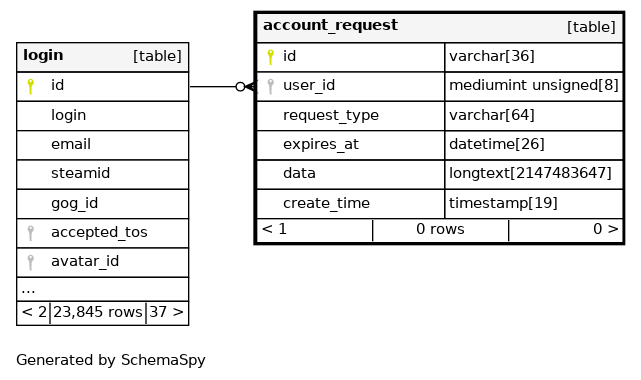 login [table]
id
login
email
steamid
gog_id
accepted_tos
avatar_id
...
< 2 23,845 rows 37 >
account_request [table]
id varchar[36]
user_id mediumint unsigned[8]
request_type varchar[64]
expires_at datetime[26]
data longtext[2147483647]
create_time timestamp[19]
< 1 0 rows 0 >
Generated by SchemaSpy